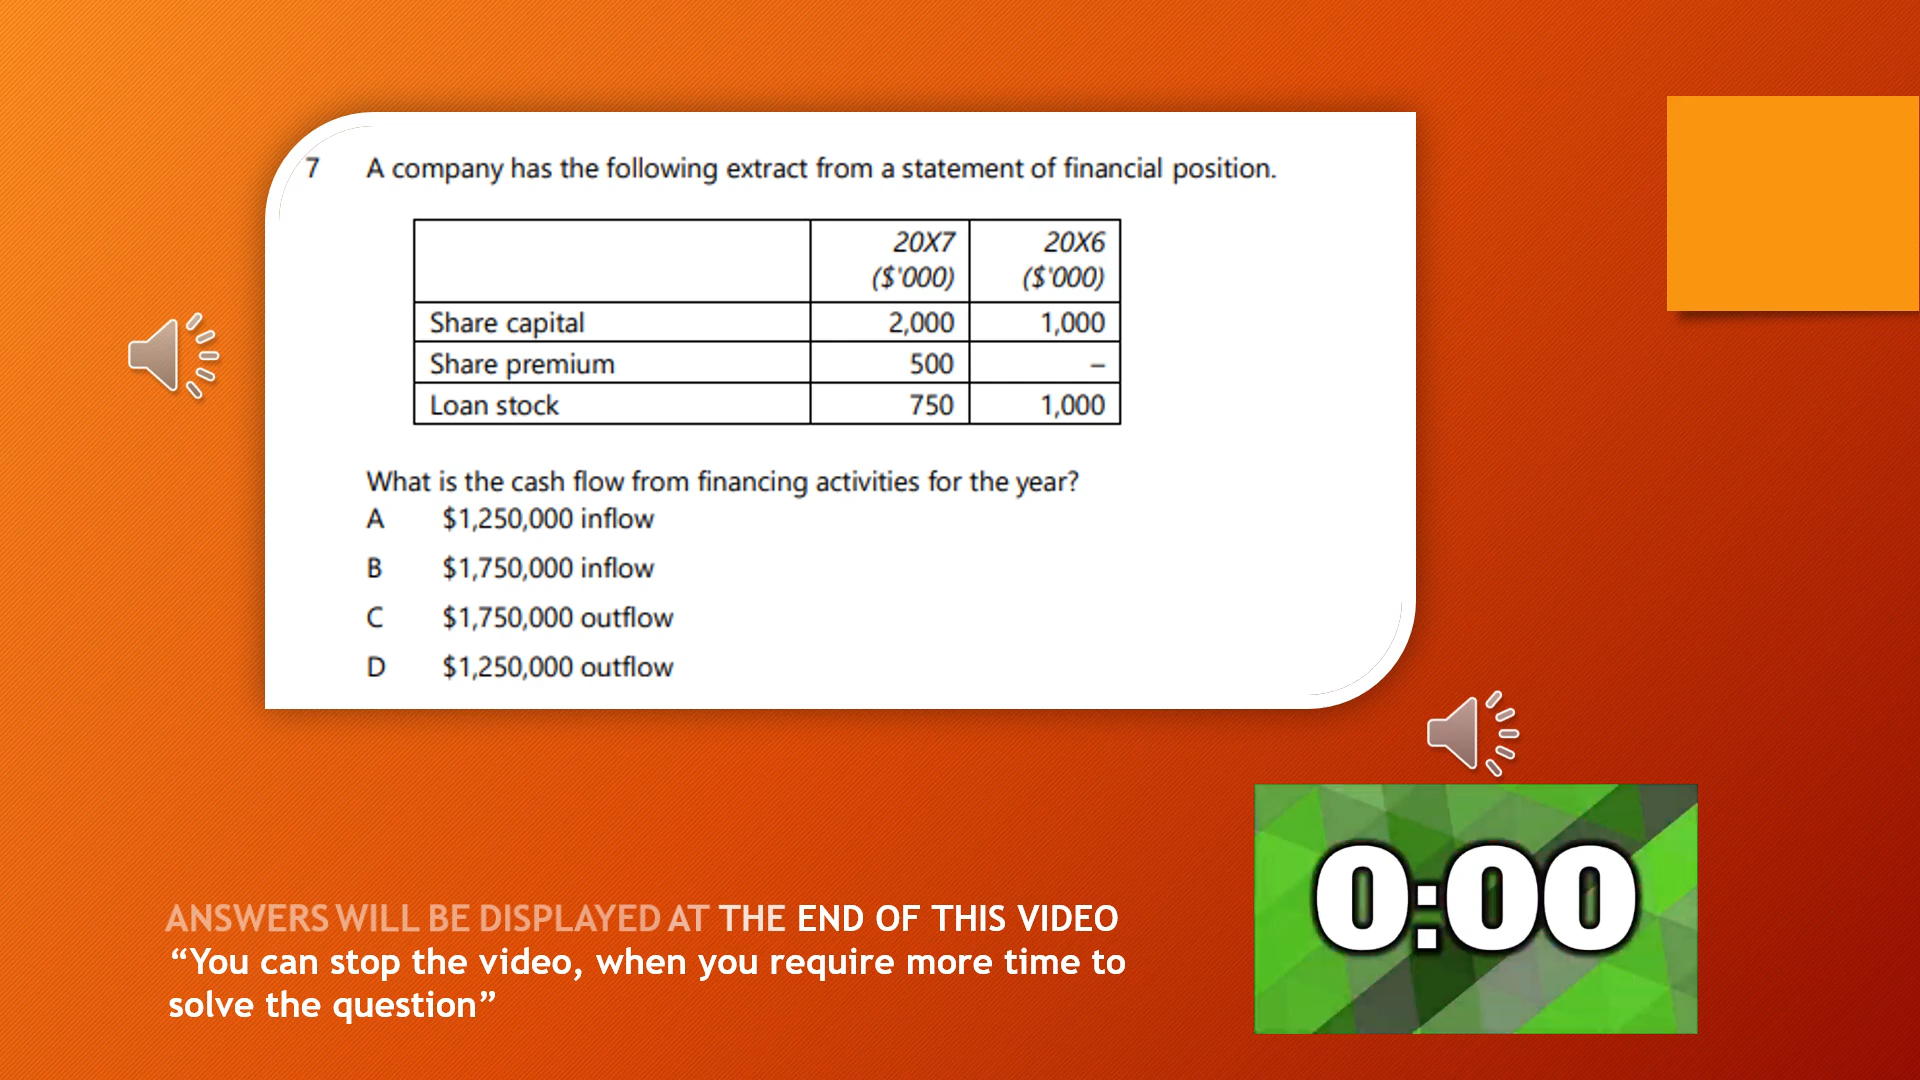 7 A company has the following extract from a statement of financial position.
20X7 20X6
($'000) ($'000)
Share capital 2,000 1,000
Share premium 500 –
Loan stock 750 1,000
What is the cash flow from financing activities for the year?
A $1,250,000 inflow
B $1,750,000 inflow
C $1,750,000 outflow
D $1,250,000 outflow
0:00
ANSWERS WILL BE DISPLAYED AT THE END OF THIS VIDEO
“You can stop the video, when you require more time to
solve the question”